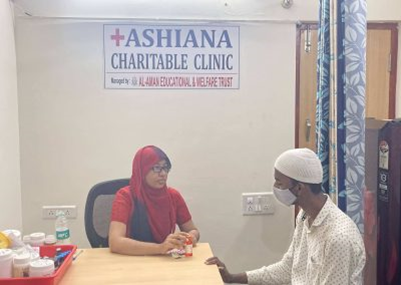 +ASHIANA
CHARITABLE CLINIC
Managed by: AL-AMAN EDUCATIONAL & WELFARE TRUST